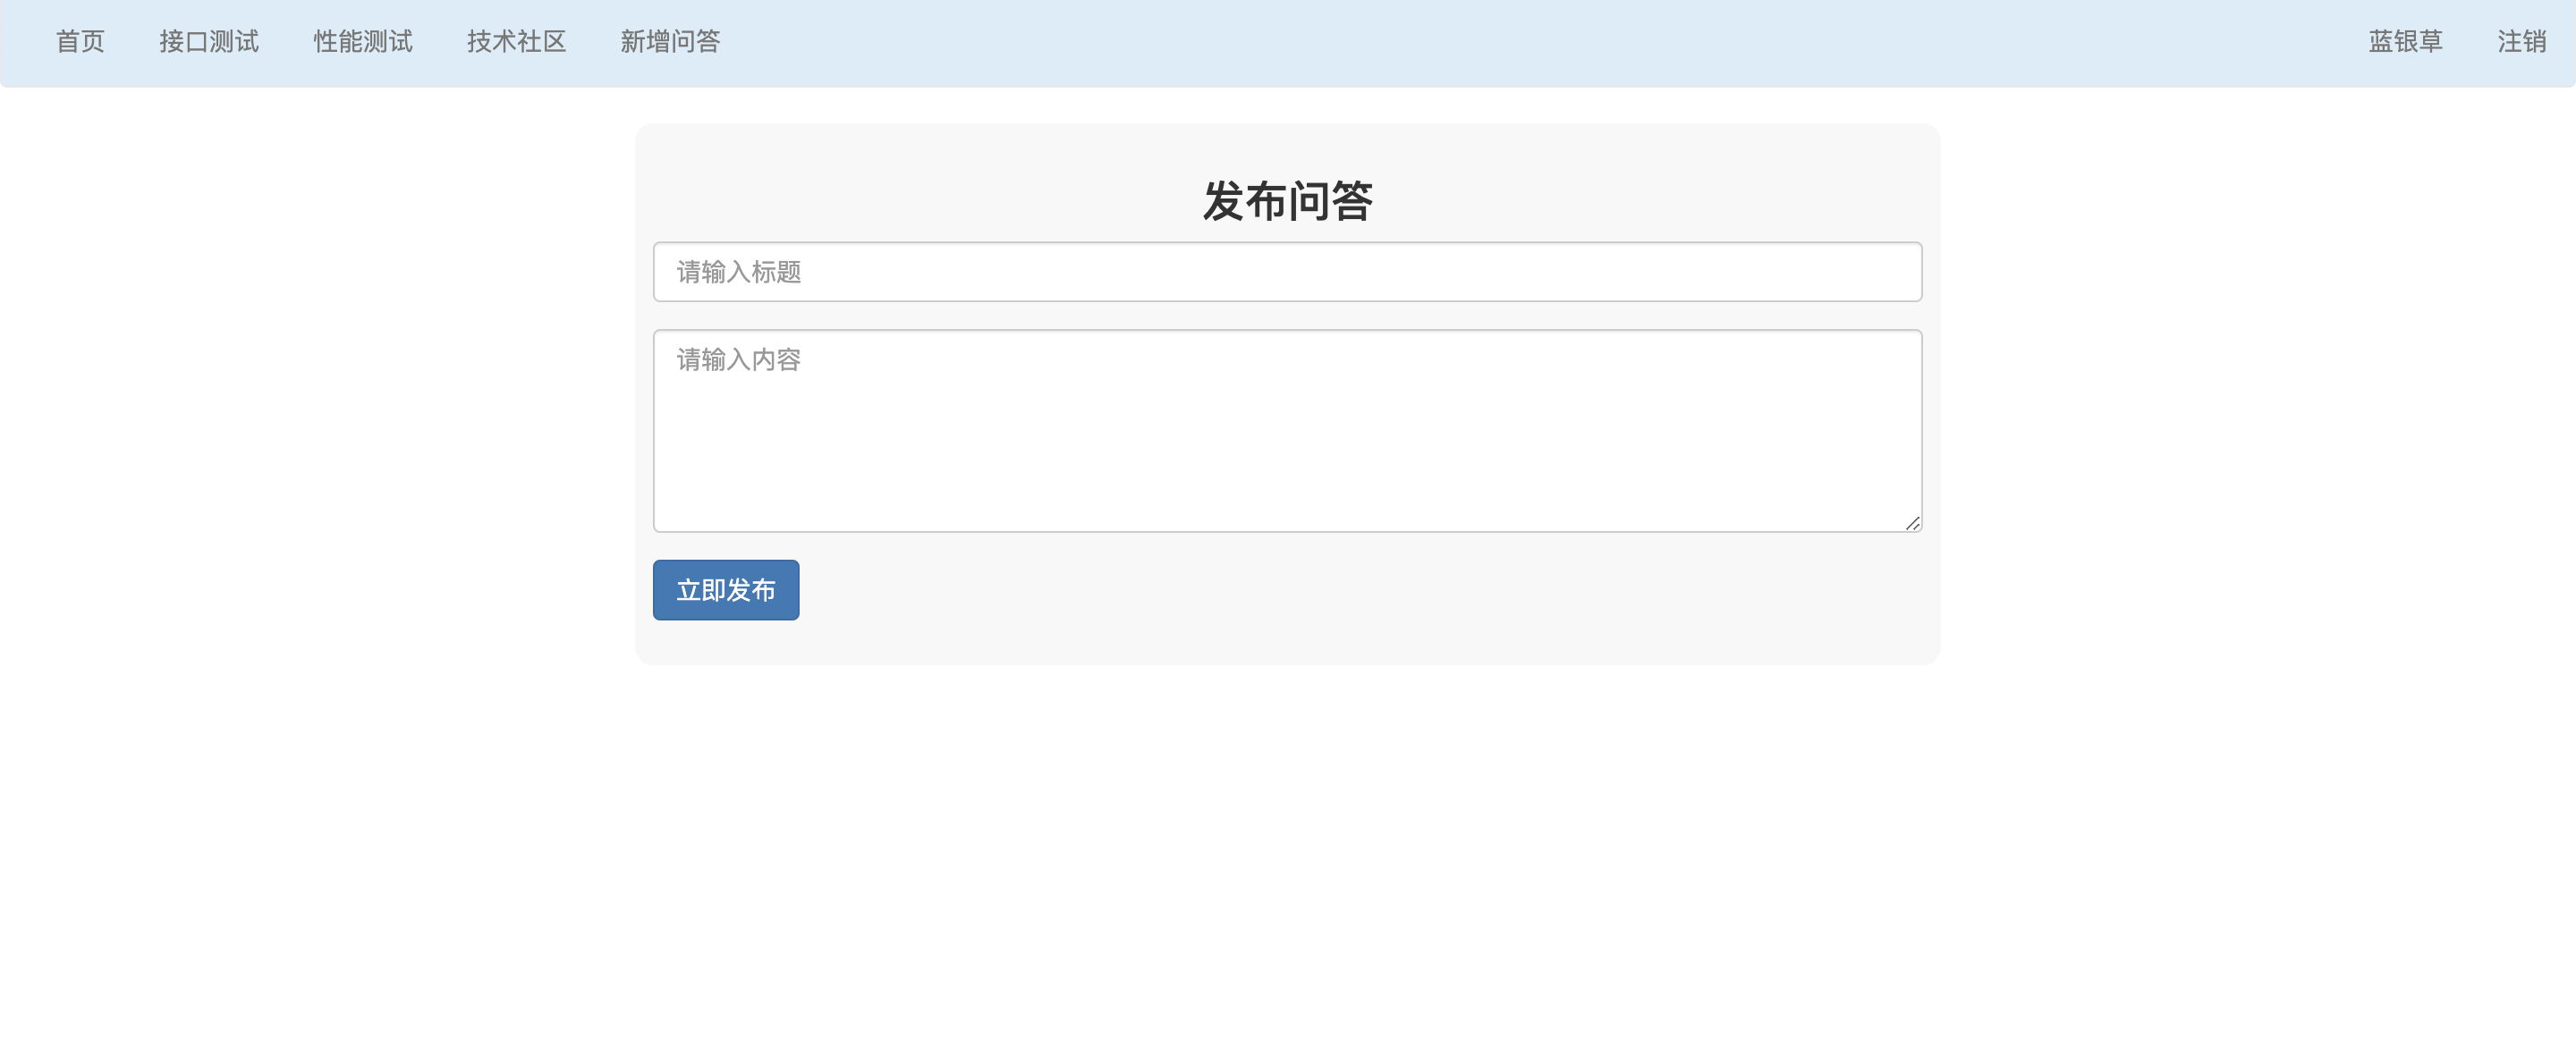 首页 接口测试 性能测试 技术社区 新增问答 蓝银草 注销
发布问答
请输入标题
请输入内容
立即发布